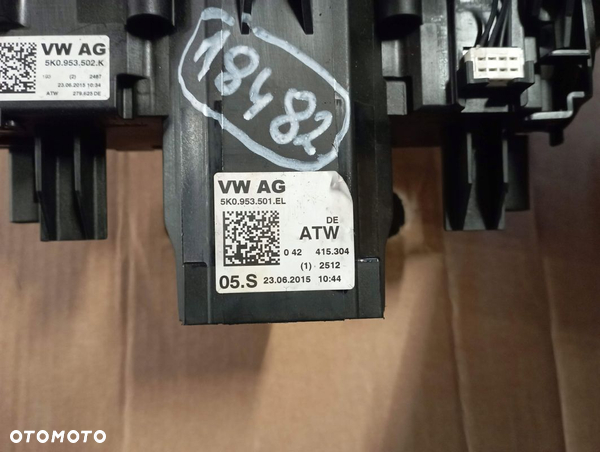 VW AG
5K0.953.502.K
(2) 2487
23.06.2015 10:34
ATW 279.623 DE
18482
VW AG
5K0.953.501.EL
DE
ATW
0 42 415.304
(1) 2512
05.S 23.06.2015 10:44
OTOMOTO